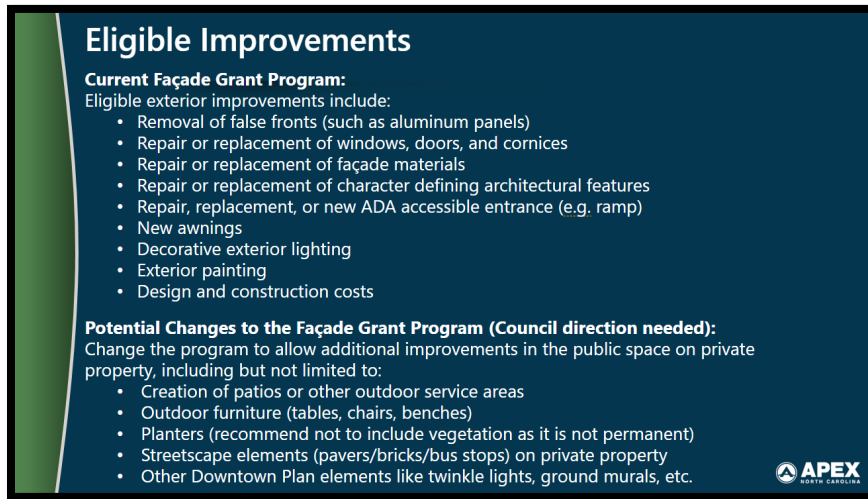 Eligible Improvements
Current Façade Grant Program:
Eligible exterior improvements include:
• Removal of false fronts (such as aluminum panels)
• Repair or replacement of windows, doors, and cornices
• Repair or replacement of façade materials
• Repair or replacement of character defining architectural features
• Repair, replacement, or new ADA accessible entrance (e.g. ramp)
• New awnings
• Decorative exterior lighting
• Exterior painting
• Design and construction costs
Potential Changes to the Façade Grant Program (Council direction needed):
Change the program to allow additional improvements in the public space on private
property, including but not limited to:
• Creation of patios or other outdoor service areas
• Outdoor furniture (tables, chairs, benches)
• Planters (recommend not to include vegetation as it is not permanent)
• Streetscape elements (pavers/bricks/bus stops) on private property
• Other Downtown Plan elements like twinkle lights, ground murals, etc.
APEX
NORTH CAROLINA